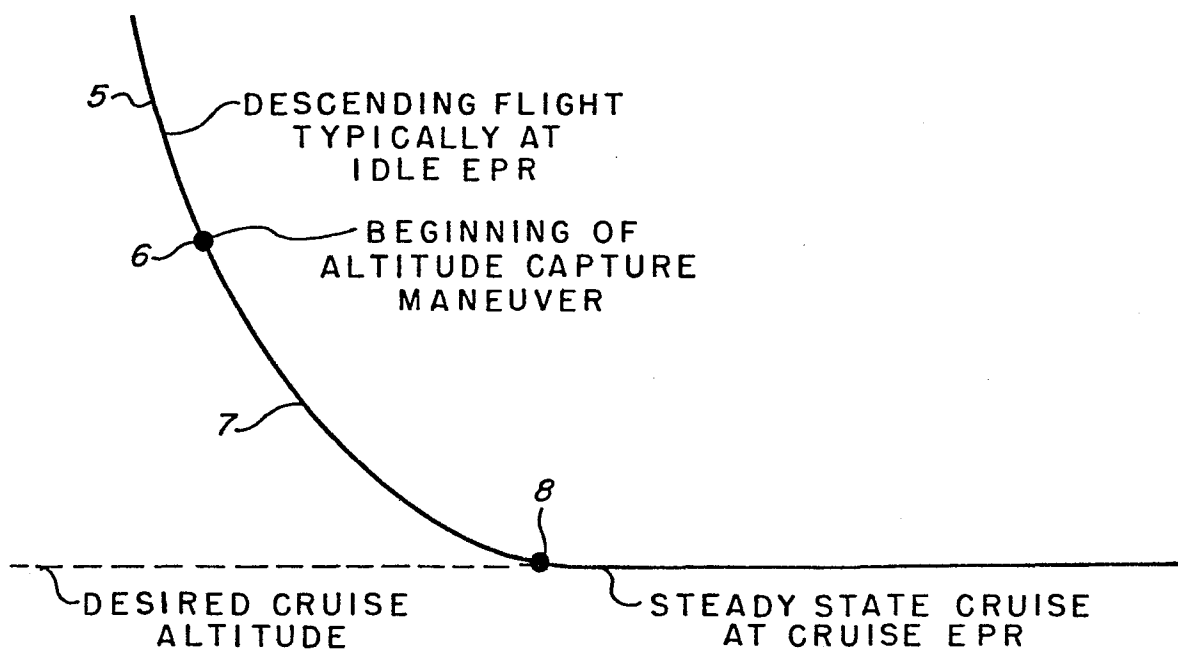 5
DESCENDING FLIGHT
TYPICALLY AT
IDLE EPR
6
BEGINNING OF
ALTITUDE CAPTURE
MANEUVER
7
8
DESIRED CRUISE
ALTITUDE
STEADY STATE CRUISE
AT CRUISE EPR